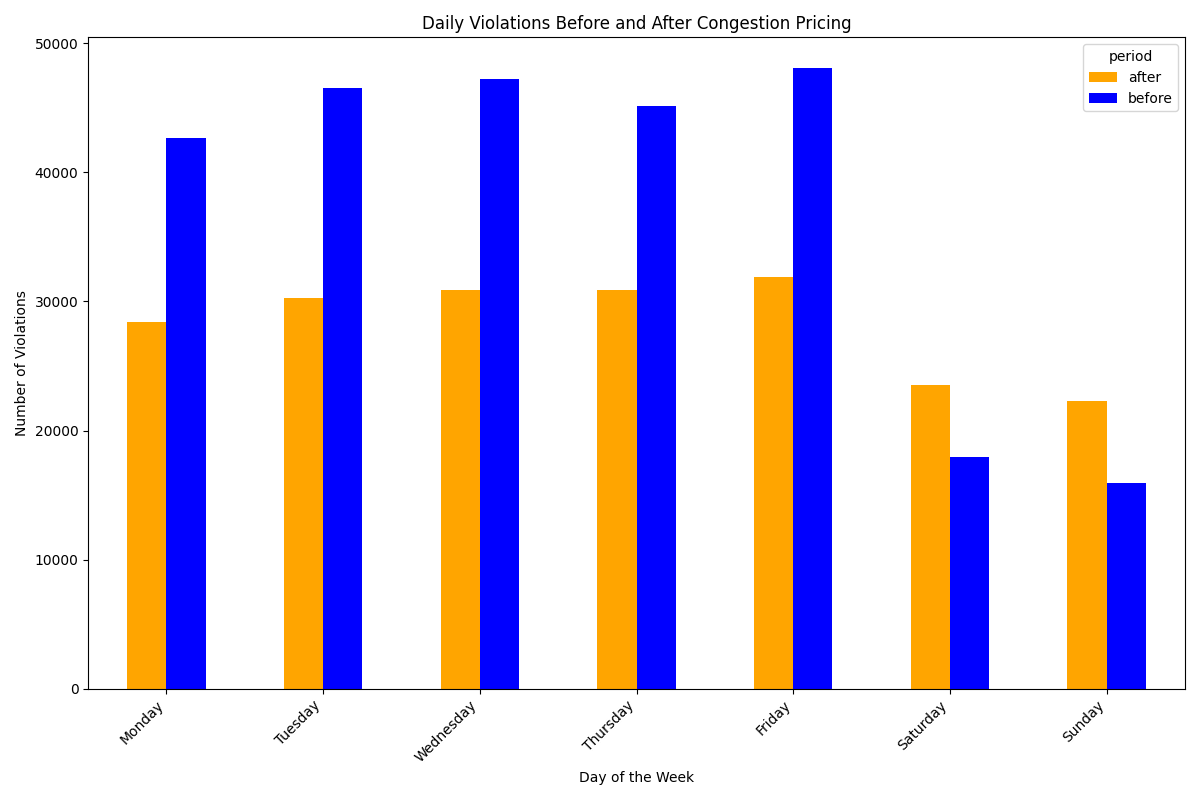 Daily Violations Before and After Congestion Pricing
50000
40000
30000
20000
10000
0
Number of Violations
period
after
before
Monday
Tuesday
Wednesday
Thursday
Friday
Saturday
Sunday
Day of the Week